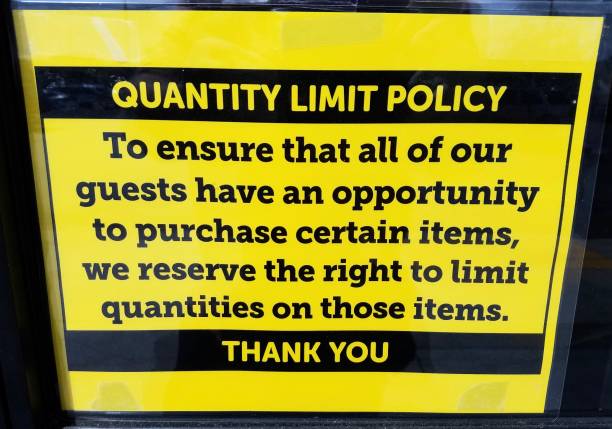 QUANTITY LIMIT POLICY
To ensure that all of our
guests have an opportunity
to purchase certain items,
we reserve the right to limit
quantities on those items.
THANK YOU